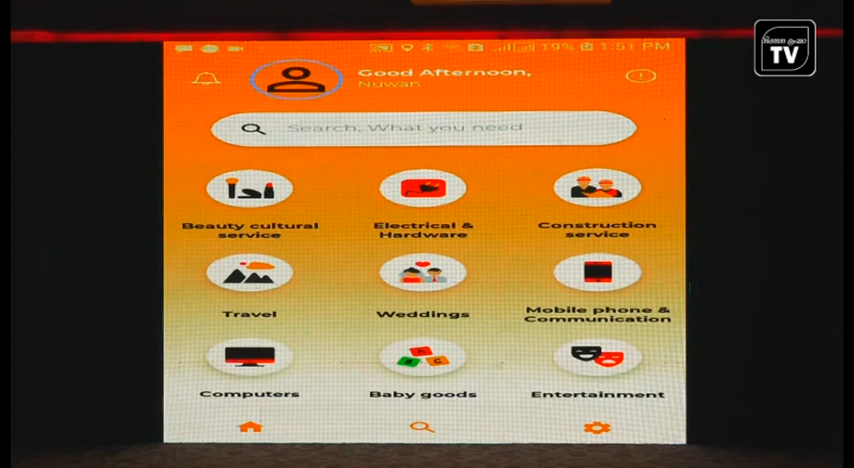 19% 1:51 PM
TV
Good Afternoon,
Nuwan
Search, What you need
Beauty cultural
service
Electrical &
Hardware
Construction
service
Travel
Weddings
Mobile phone &
Communication
Computers
Baby goods
Entertainment